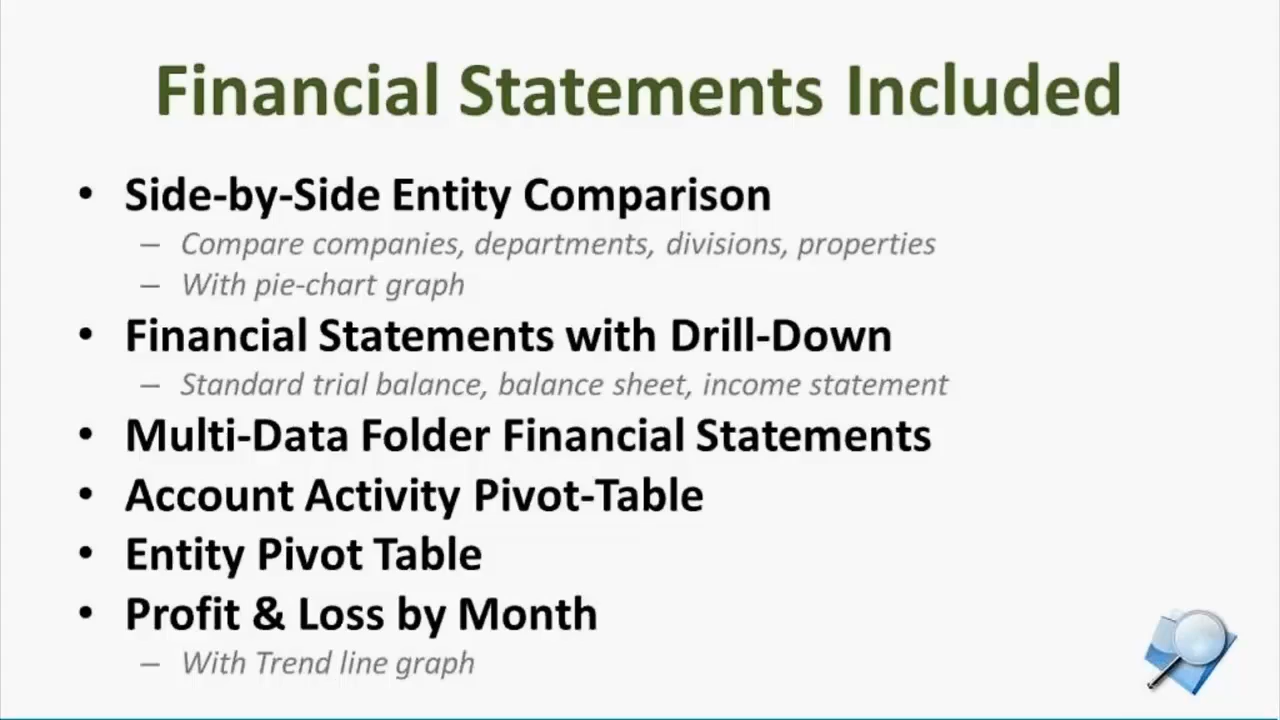 Financial Statements Included
• Side-by-Side Entity Comparison
– Compare companies, departments, divisions, properties
– With pie-chart graph
• Financial Statements with Drill-Down
– Standard trial balance, balance sheet, income statement
• Multi-Data Folder Financial Statements
• Account Activity Pivot-Table
• Entity Pivot Table
• Profit & Loss by Month
– With Trend line graph